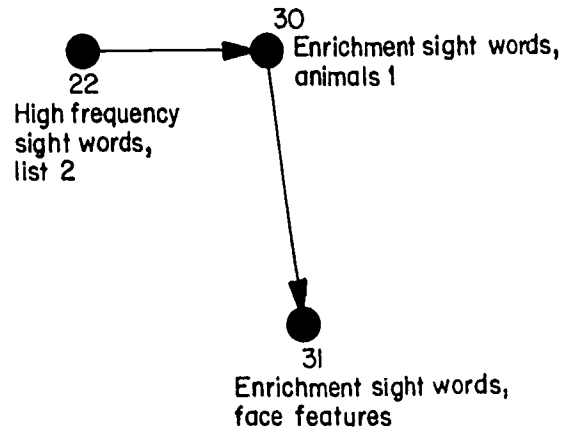 30
Enrichment sight words,
animals 1
22
High frequency
sight words,
list 2
31
Enrichment sight words,
face features